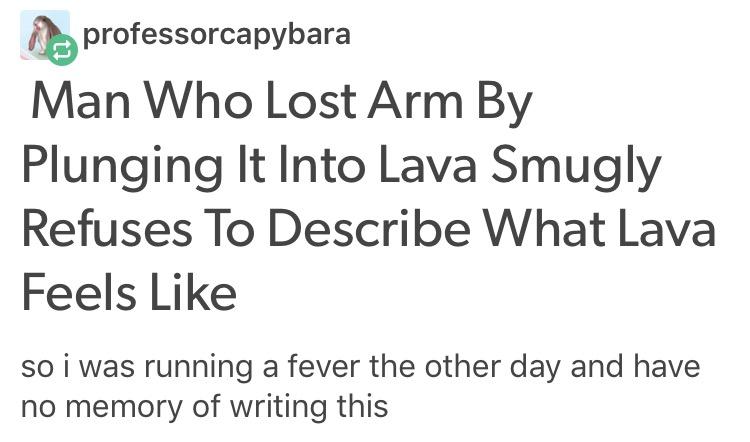 professorcapybara
Man Who Lost Arm By
Plunging It Into Lava Smugly
Refuses To Describe What Lava
Feels Like
so i was running a fever the other day and have
no memory of writing this